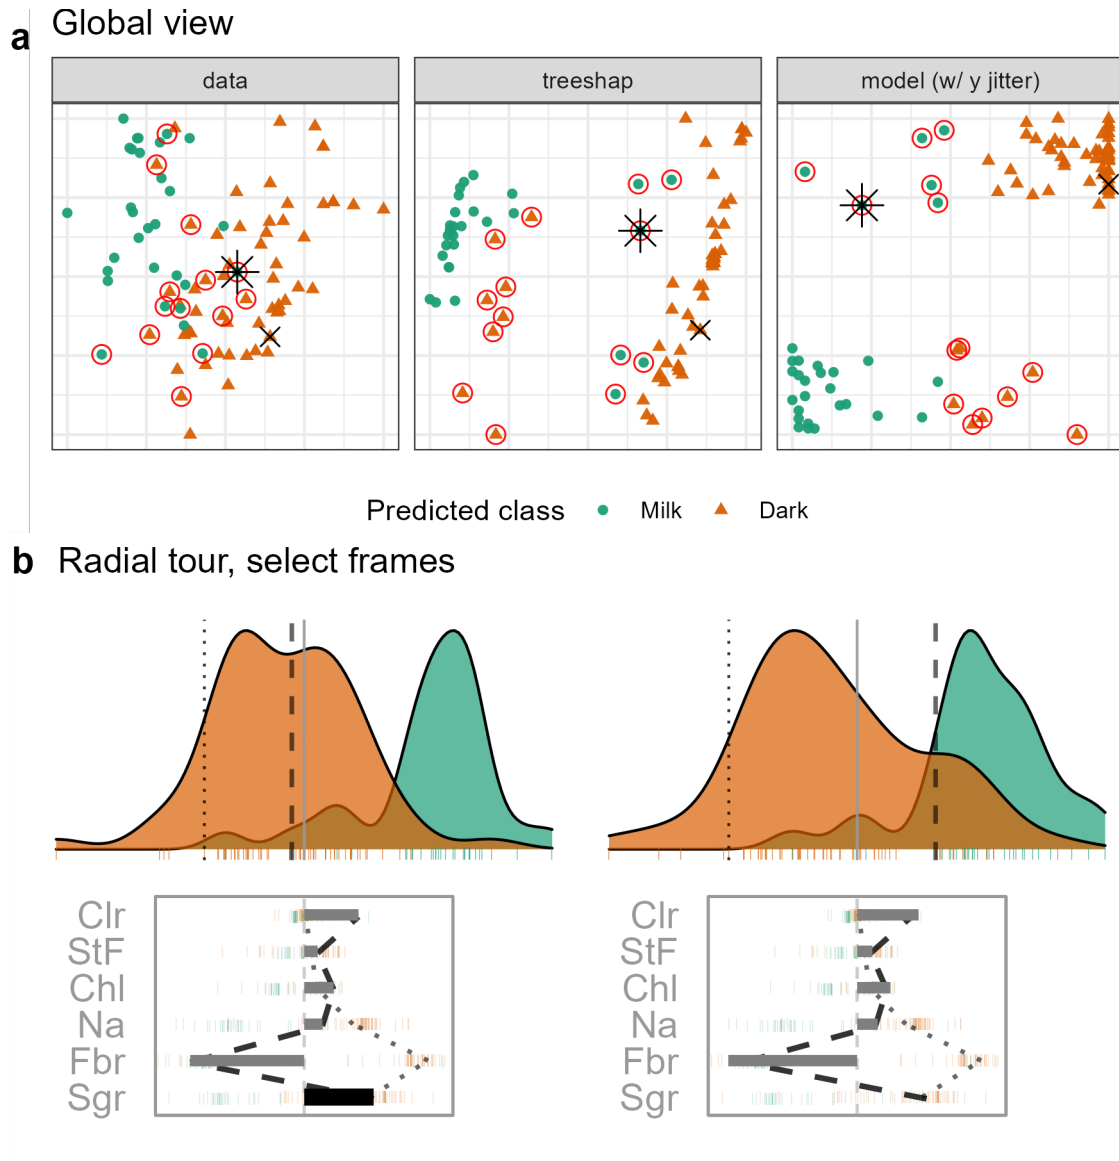 a Global view
data treeshap model (w/ y jitter)
Predicted class Milk Dark
b Radial tour, select frames
Clr Clr
StF StF
Chl Chl
Na Na
Fbr Fbr
Sgr Sgr